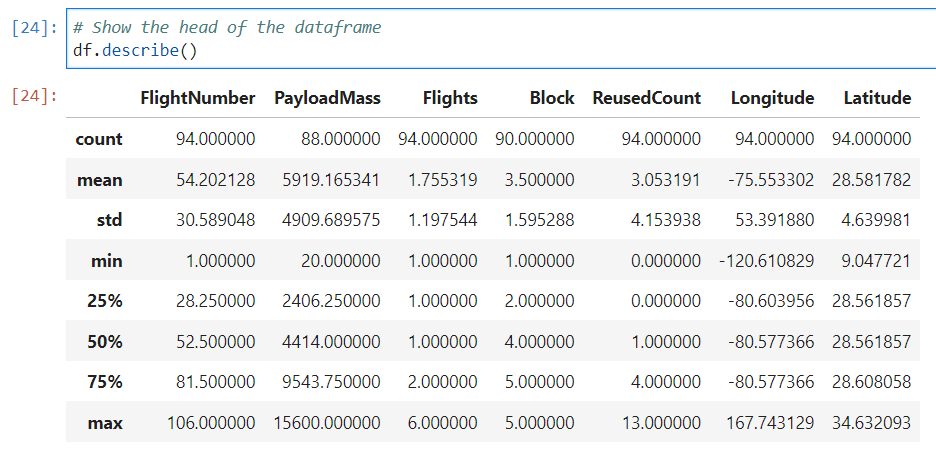 [24]: # Show the head of the dataframe
df.describe()
[24]: FlightNumber PayloadMass Flights Block ReusedCount Longitude Latitude
count 94.000000 88.000000 94.000000 90.000000 94.000000 94.000000 94.000000
mean 54.202128 5919.165341 1.755319 3.500000 3.053191 -75.553302 28.581782
std 30.589048 4909.689575 1.197544 1.595288 4.153938 53.391880 4.639981
min 1.000000 20.000000 1.000000 1.000000 0.000000 -120.610829 9.047721
25% 28.250000 2406.250000 1.000000 2.000000 0.000000 -80.603956 28.561857
50% 52.500000 4414.000000 1.000000 4.000000 1.000000 -80.577366 28.561857
75% 81.500000 9543.750000 2.000000 5.000000 4.000000 -80.577366 28.608058
max 106.000000 15600.000000 6.000000 5.000000 13.000000 167.743129 34.632093